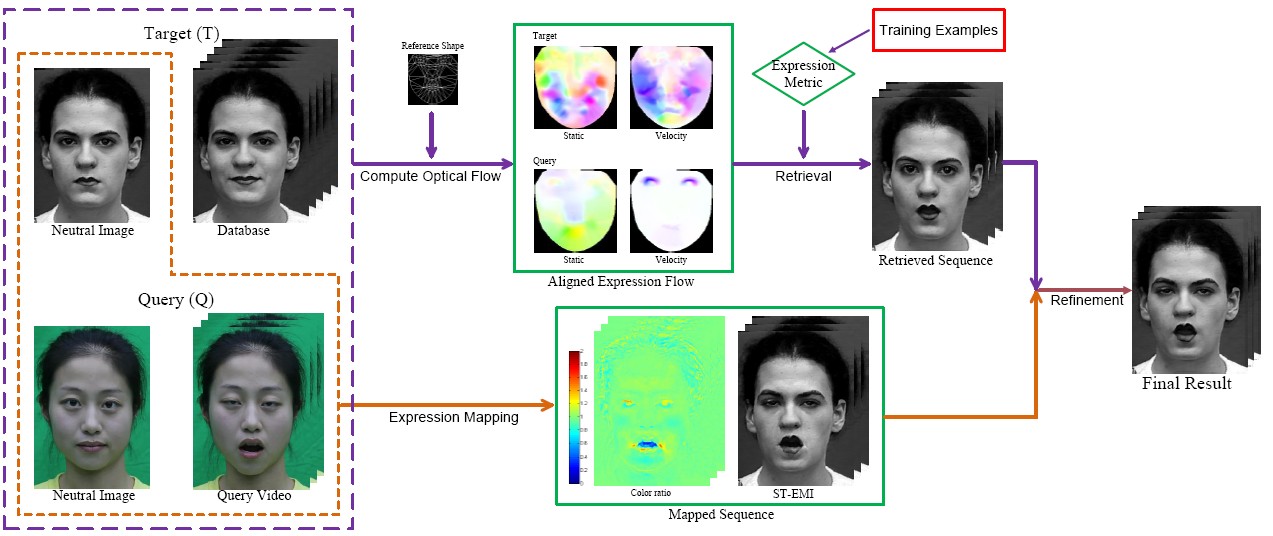 Target (T)
Neutral Image
Database
Query (Q)
Neutral Image
Query Video
Reference Shape
Compute Optical Flow
Target
Static
Velocity
Query
Static
Velocity
Aligned Expression Flow
Training Examples
Expression
Metric
Retrieval
Retrieved Sequence
Expression Mapping
Color ratio
ST-EMI
Mapped Sequence
Refinement
Final Result